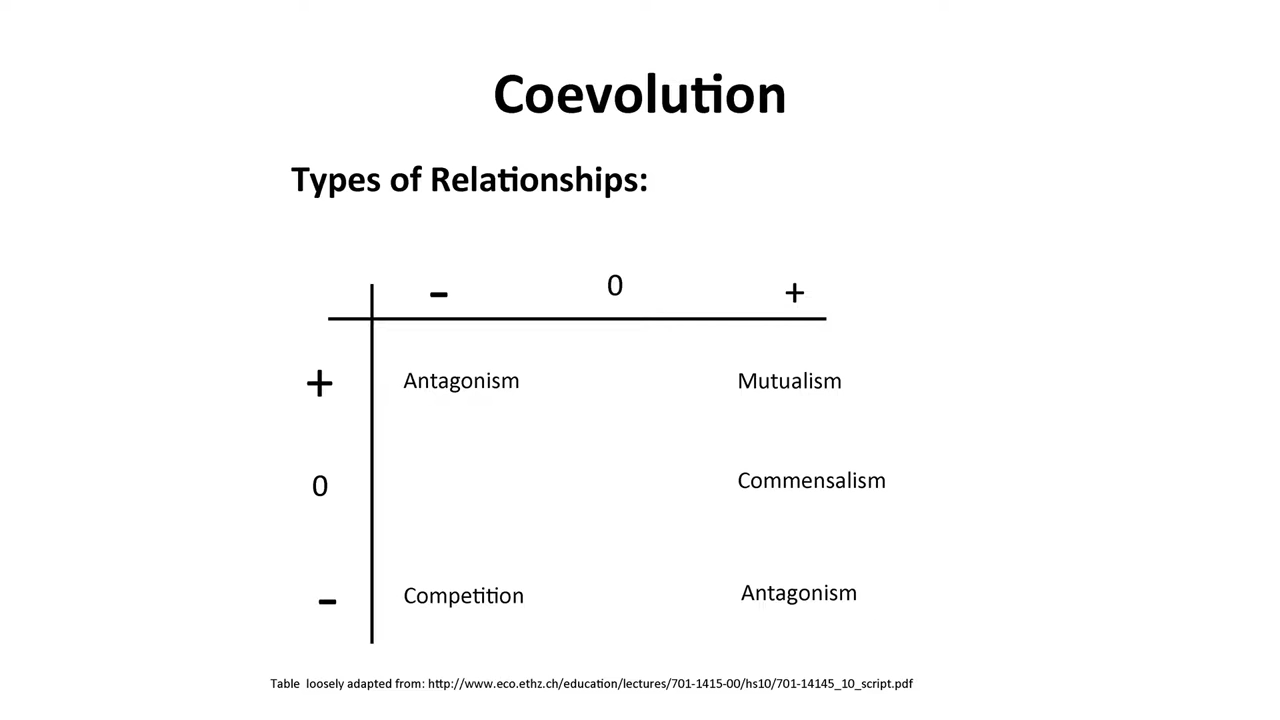 Coevolution
Types of Relationships:
- 0 +
+ Antagonism Mutualism
0 Commensalism
- Competition Antagonism
Table loosely adapted from: http://www.eco.ethz.ch/education/lectures/701-1415-00/hs10/701-14145_10_script.pdf